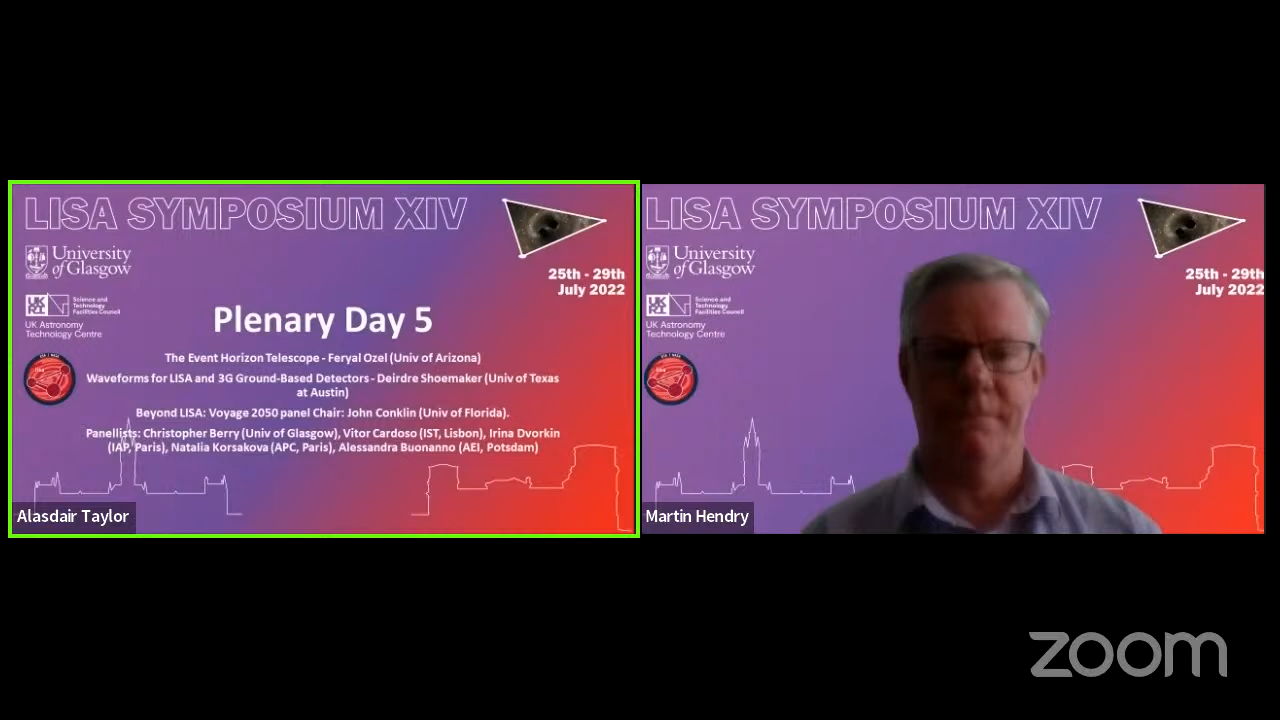 LISA SYMPOSIUM XIV
University
of Glasgow
25th - 29th
July 2022
UK
RI
Science and
Technology
Facilities Council
UK Astronomy
Technology Centre
Plenary Day 5
The Event Horizon Telescope - Feryal Ozel (Univ of Arizona)
Waveforms for LISA and 3G Ground-Based Detectors - Deirdre Shoemaker (Univ of Texas
at Austin)
Beyond LISA: Voyage 2050 panel Chair: John Conklin (Univ of Florida).
Panellists: Christopher Berry (Univ of Glasgow), Vitor Cardoso (IST, Lisbon), Irina Dvorkin
(IAP, Paris), Natalia Korsakova (APC, Paris), Alessandra Buonanno (AEI, Potsdam)
Alasdair Taylor
LISA SYMPOSIUM XIV
University
of Glasgow
25th - 29th
July 2022
UK
RI
Science and
Technology
Facilities Council
UK Astronomy
Technology Centre
Martin Hendry
zoom